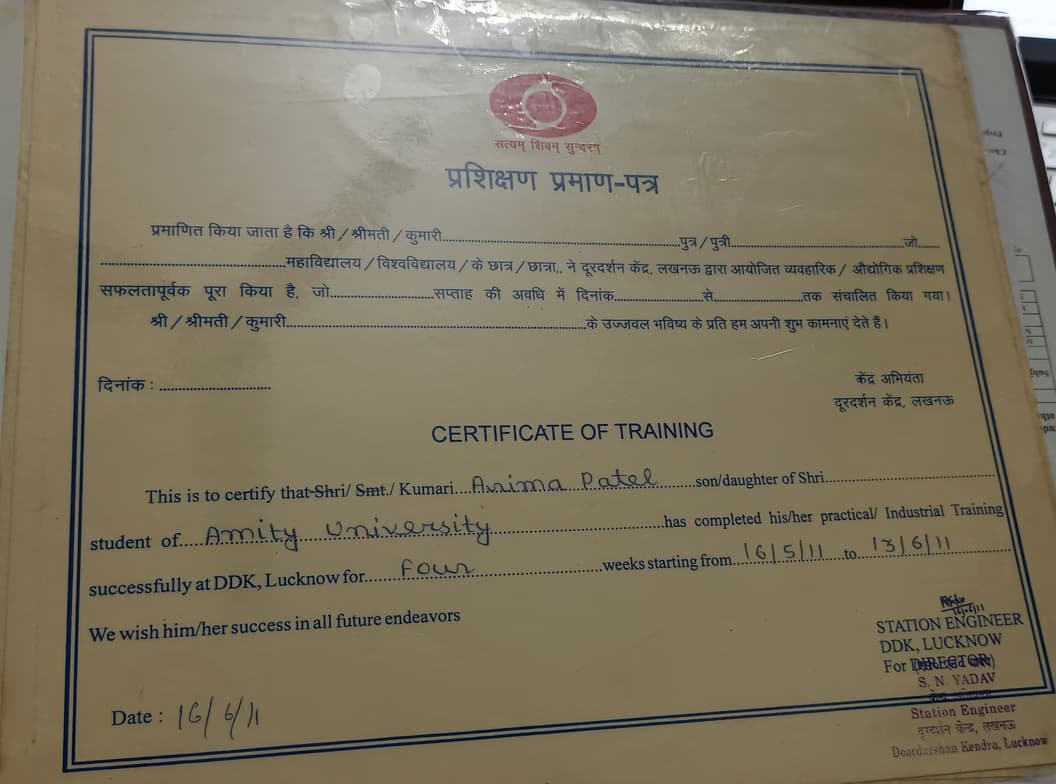 सत्यम् शिवम् सुन्दरम्
प्रशिक्षण प्रमाण-पत्र
प्रमाणित किया जाता है कि श्री / श्रीमती / कुमारी....................पुत्र / पुत्री....................जो......
....................महाविद्यालय / विश्वविद्यालय / के छात्र / छात्रा,, ने दूरदर्शन केंद्र, लखनऊ द्वारा आयोजित व्यवहारिक / औद्योगिक प्रशिक्षण
सफलतापूर्वक पूरा किया है, जो....................सप्ताह की अवधि में दिनांक....................से....................तक संचालित किया गया।
श्री / श्रीमती / कुमारी....................के उज्जवल भविष्य के प्रति हम अपनी शुभ कामनाएं देते हैं।
दिनांक : ....................
केंद्र अभियंता
दूरदर्शन केंद्र, लखनऊ
CERTIFICATE OF TRAINING
This is to certify that Shri/ Smt./ Kumari... Anima Patel ......son/daughter of Shri....................
student of.... Amity University ....................has completed his/her practical/ Industrial Training
successfully at DDK, Lucknow for...... Four ....................weeks starting from..16/5/11...to..13/6/11..........
We wish him/her success in all future endeavors
STATION ENGINEER
DDK, LUCKNOW
For DIRECTOR
S. N. YADAV
Station Engineer
दूरदर्शन केंद्र, लखनऊ
Doordarshan Kendra, Lucknow
Date : 16/6/11